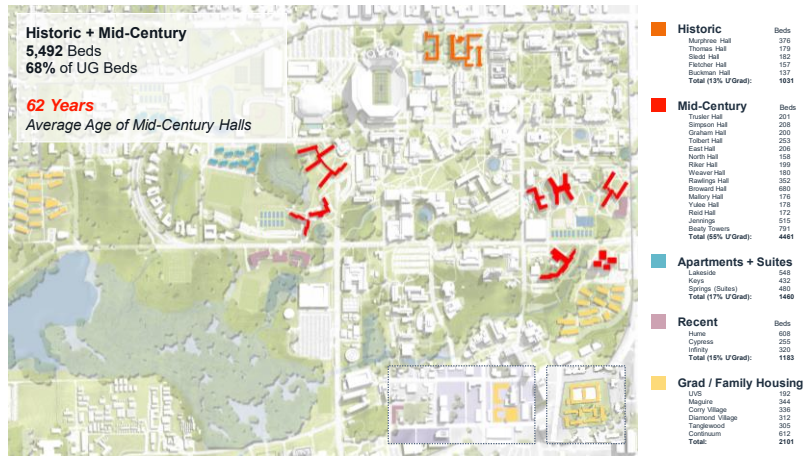 Historic + Mid-Century
5,492 Beds
68% of UG Beds
62 Years
Average Age of Mid-Century Halls
Historic Beds
Murphree Hall 376
Thomas Hall 179
Sledd Hall 182
Fletcher Hall 157
Buckman Hall 137
Total (13% U'Grad): 1031
Mid-Century Beds
Trusler Hall 201
Simpson Hall 208
Graham Hall 200
Tolbert Hall 253
East Hall 206
North Hall 158
Riker Hall 199
Weaver Hall 180
Rawlings Hall 352
Broward Hall 680
Mallory Hall 176
Yulee Hall 178
Reid Hall 172
Jennings 515
Beaty Towers 791
Total (55% U'Grad) 4461
Apartments + Suites
Lakeside 548
Keys 432
Springs (Suites) 480
Total (17% U'Grad) 1460
Recent Beds
Hume 608
Cypress 255
Infinity 320
Total (15% U'Grad): 1183
Grad / Family Housing
UVS 192
Maguire 344
Corry Village 336
Diamond Village 312
Tanglewood 305
Continuum 612
Total: 2101